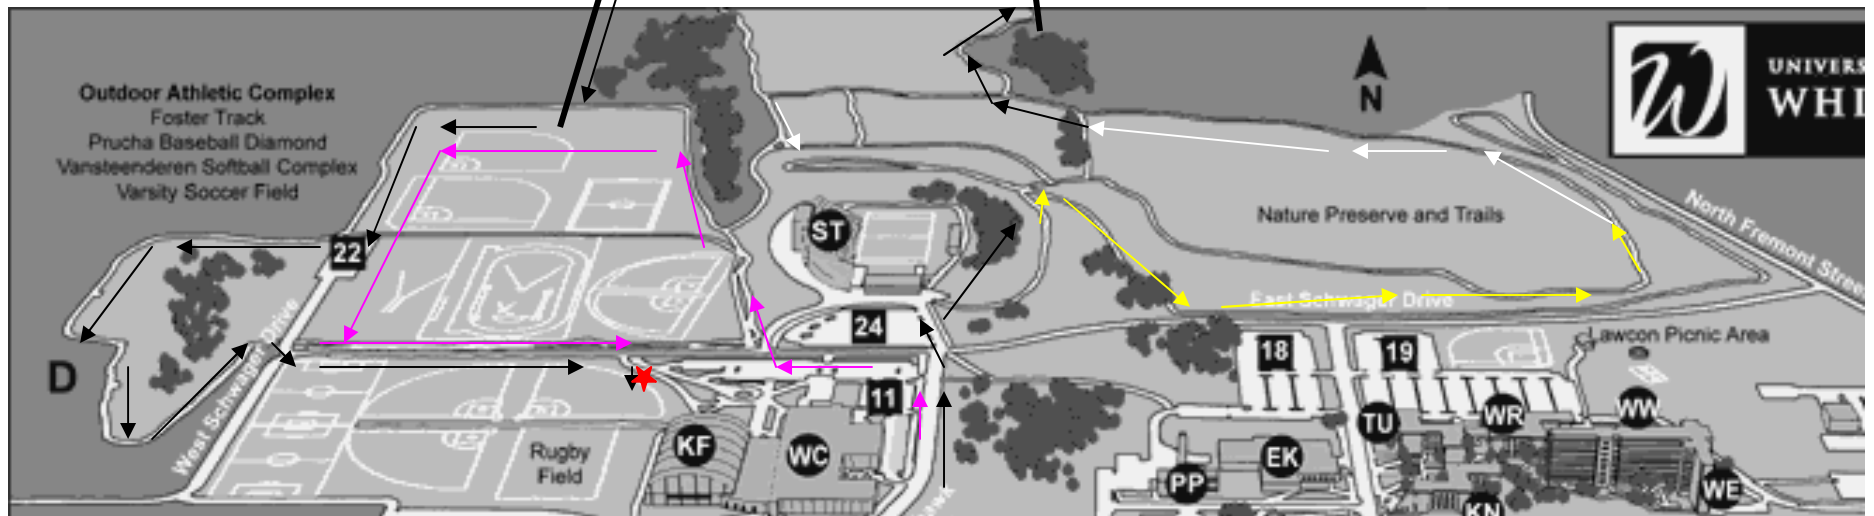 Outdoor Athletic Complex
Foster Track
Prucha Baseball Diamond
Vansteenderen Softball Complex
Varsity Soccer Field
N
W
UNIVERS
WHI
North Fremont Stree
Nature Preserve and Trails
ST
22
East Schwager Drive
24
18
19
Lawcon Picnic Area
D
West Schwager Drive
11
TU
WR
WW
KF
WC
Rugby
Field
PP
EK
WE
KN